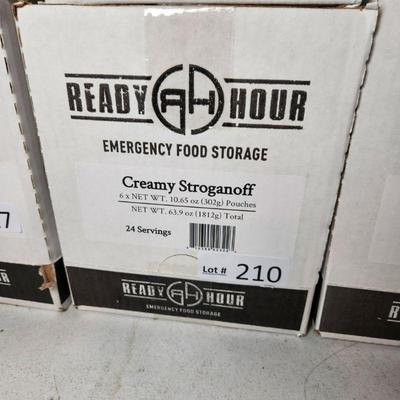 READY RH HOUR
EMERGENCY FOOD STORAGE
Creamy Stroganoff
6 x NET WT. 10.65 oz (302g) Pouches
NET WT. 63.9 oz (1812g) Total
24 Servings
Lot # 210
7
READY RH HOUR
EMERGENCY FOOD STORAGE